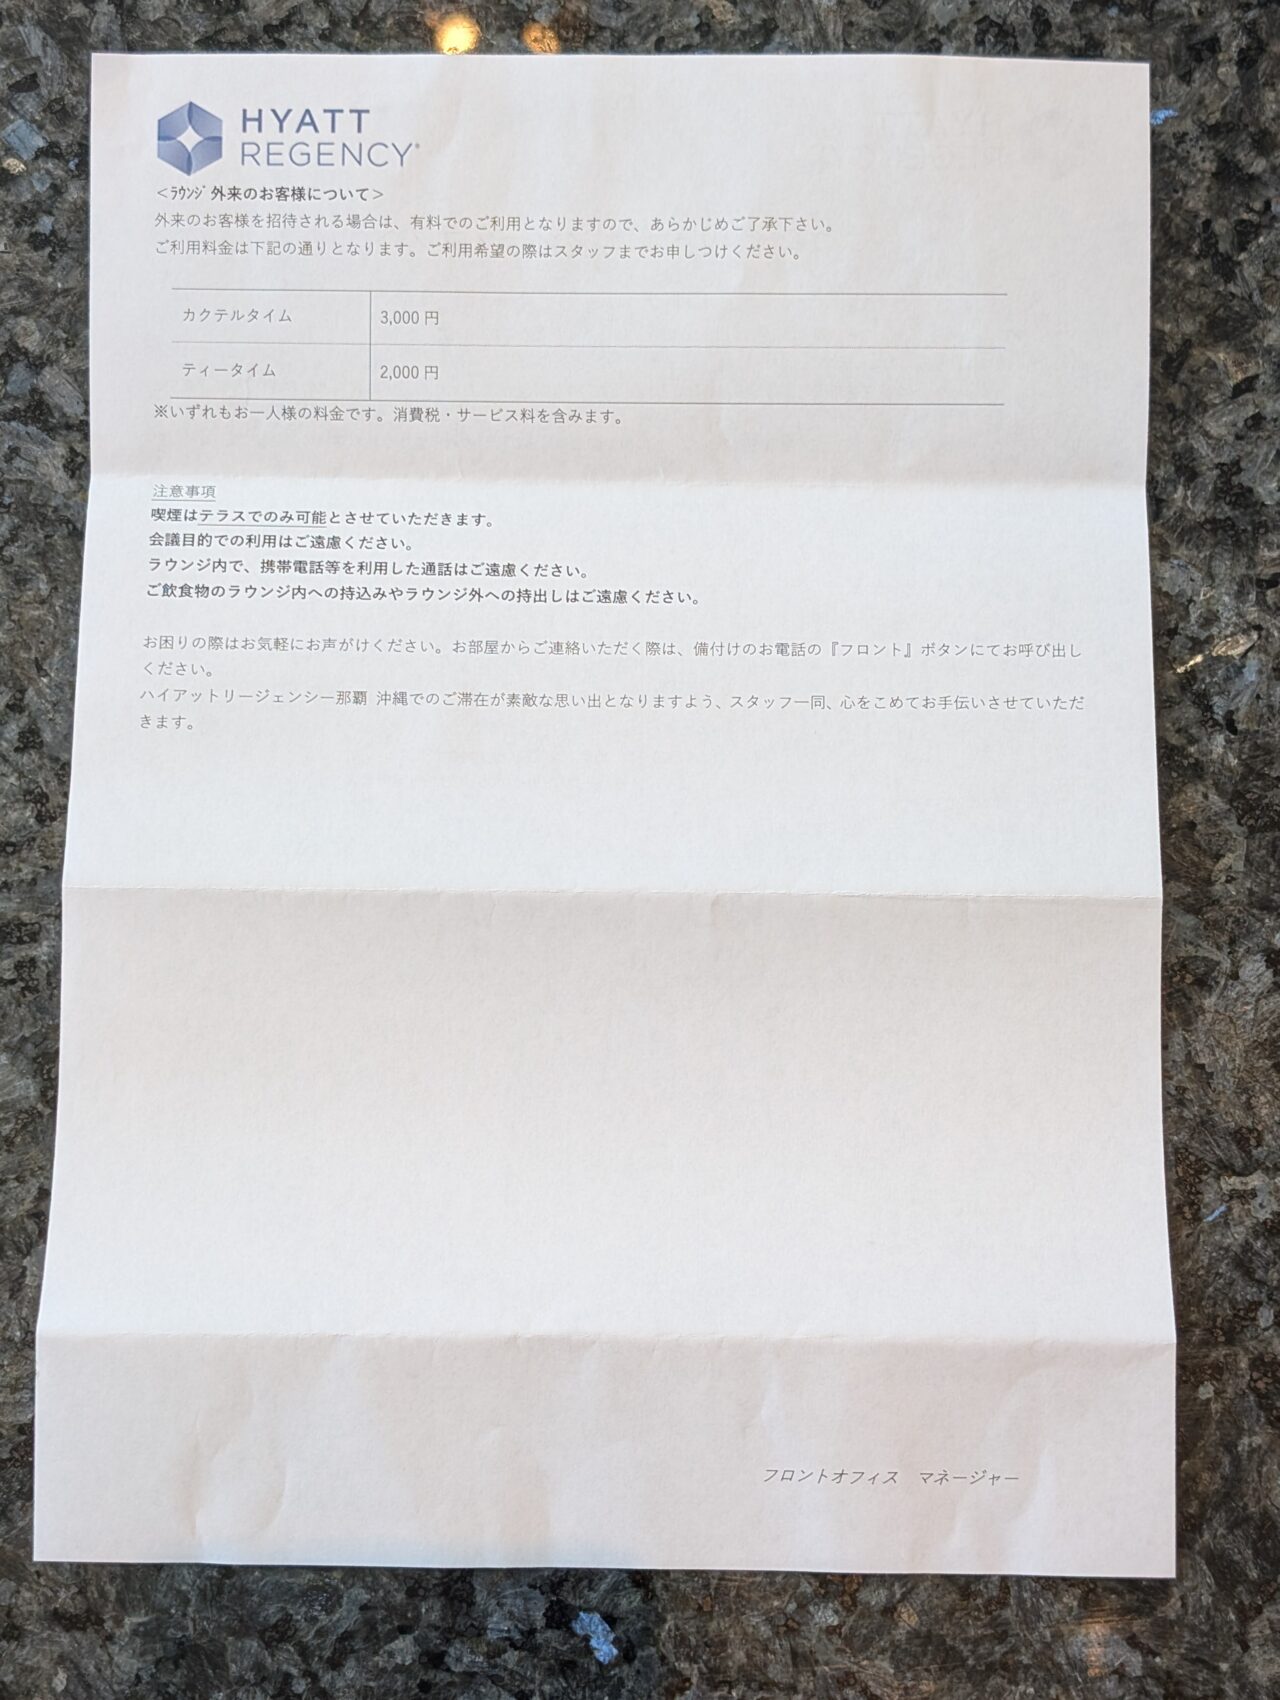 HYATT
REGENCY®
＜ﾗｳﾝｼﾞ 外来のお客様について＞
外来のお客様を招待される場合は、有料でのご利用となりますので、あらかじめご了承下さい。
ご利用料金は下記の通りとなります。ご利用希望の際はスタッフまでお申しつけください。
カクテルタイム 3,000 円
ティータイム 2,000 円
※いずれもお一人様の料金です。消費税・サービス料を含みます。
注意事項
喫煙はテラスでのみ可能とさせていただきます。
会議目的での利用はご遠慮ください。
ラウンジ内で、携帯電話等を利用した通話はご遠慮ください。
ご飲食物のラウンジ内への持込みやラウンジ外への持出しはご遠慮ください。
お困りの際はお気軽にお声がけください。お部屋からご連絡いただく際は、備付けのお電話の『フロント』ボタンにてお呼び出し
ください。
ハイアットリージェンシー那覇 沖縄でのご滞在が素敵な思い出となりますよう、スタッフ一同、心をこめてお手伝いさせていただ
きます。
フロントオフィス　マネージャー